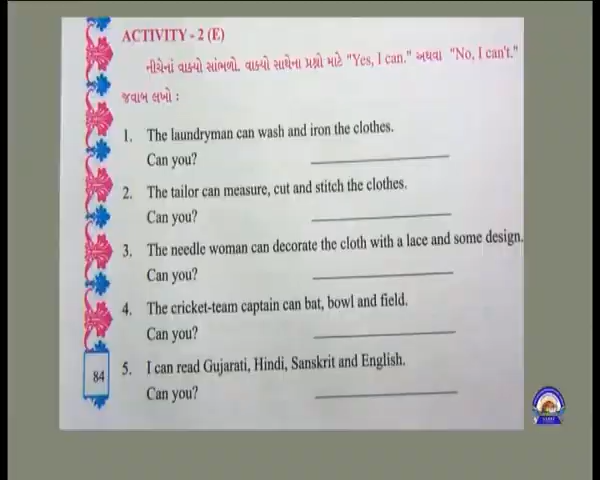 ACTIVITY - 2 (E)
નીચેનાં વાક્યો સાંભળો. વાક્યો સાથેના પ્રશ્નો માટે "Yes, I can." અથવા "No, I can't."
જવાબ લખો :
1. The laundryman can wash and iron the clothes.
Can you?
2. The tailor can measure, cut and stitch the clothes.
Can you?
3. The needle woman can decorate the cloth with a lace and some design.
Can you?
4. The cricket-team captain can bat, bowl and field.
Can you?
5. I can read Gujarati, Hindi, Sanskrit and English.
Can you?
84